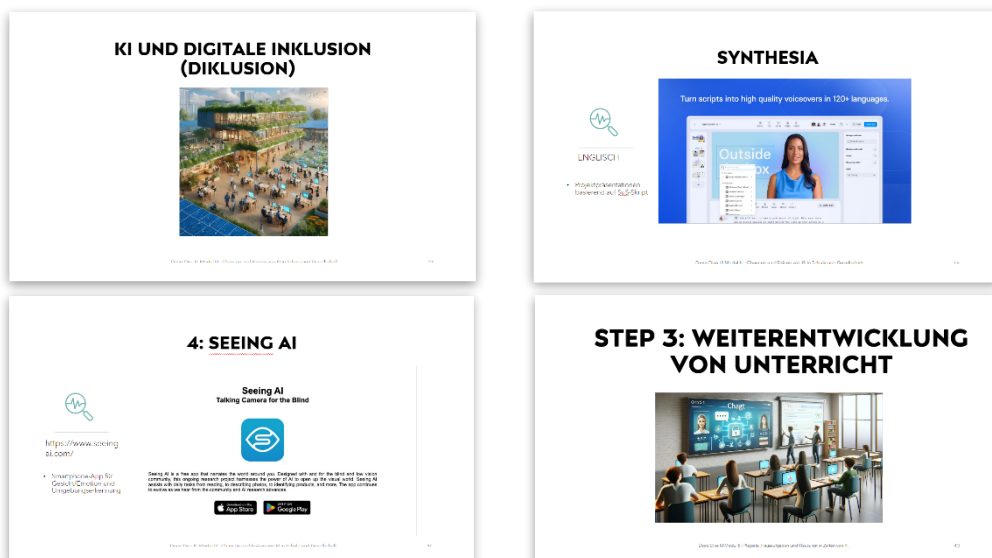 KI UND DIGITALE INKLUSION
(DIKLUSION)
SYNTHESIA
Turn scripts into high quality voiceovers in 120+ languages.
Outside
ox
ENGLISCH
• Projektpräsentationen
basierend auf SuS-Skript
4: SEEING AI
Seeing AI
Talking Camera for the Blind
https://www.seeing
ai.com/
• Smartphone-App für
Gesicht/Emotion und
Umgebungserkennung
Seeing AI is a free app that narrates the world around you. Designed with and for the blind and low vision
community, this ongoing research project harnesses the power of AI to open up the visual world. Seeing AI
assists with daily tasks from reading, to describing photos, to identifying products, and more. The app continues
to evolve as we hear from the community and AI research advances.
App Store
Google Play
STEP 3: WEITERENTWICKLUNG
VON UNTERRICHT
Chagt